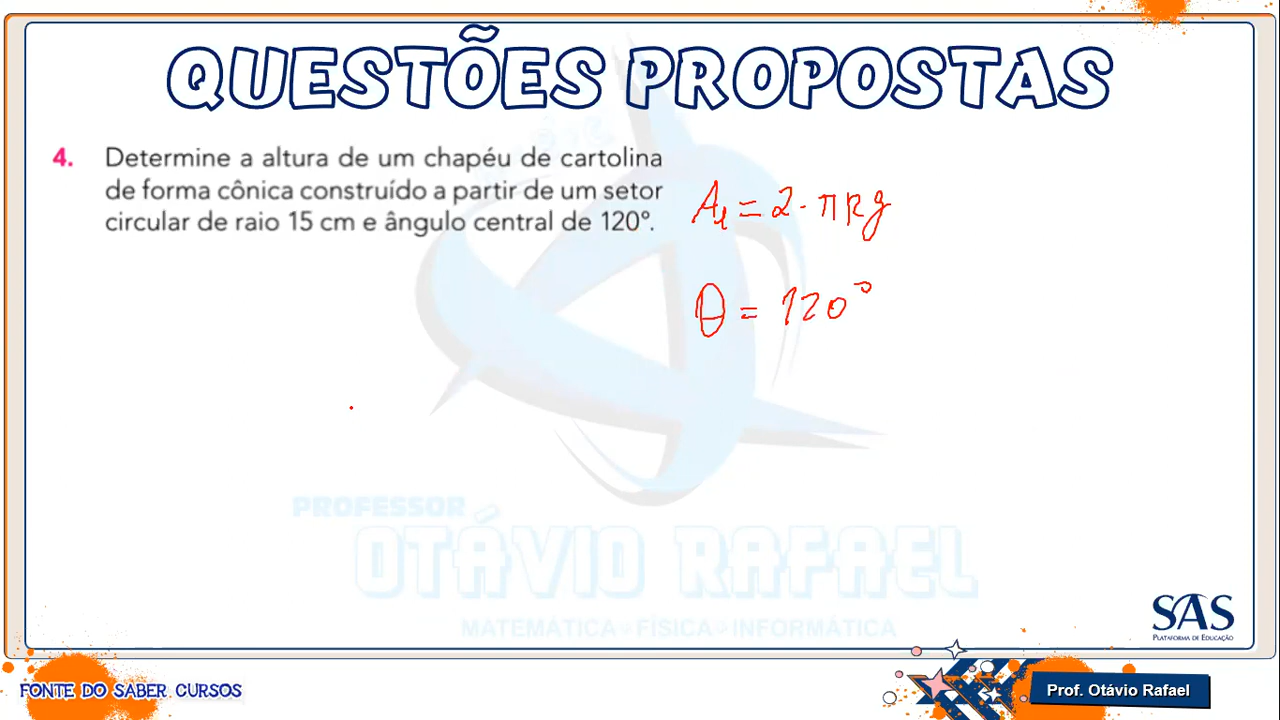 QUESTÕES PROPOSTAS
4. Determine a altura de um chapéu de cartolina
de forma cônica construído a partir de um setor
circular de raio 15 cm e ângulo central de 120°.
A_l = 2 · π R g
θ = 120°
PROFESSOR
OTÁVIO RAFAEL
MATEMÁTICA FÍSICA INFORMÁTICA
SAS
PLATAFORMA DE EDUCAÇÃO
FONTE DO SABER CURSOS
Prof. Otávio Rafael